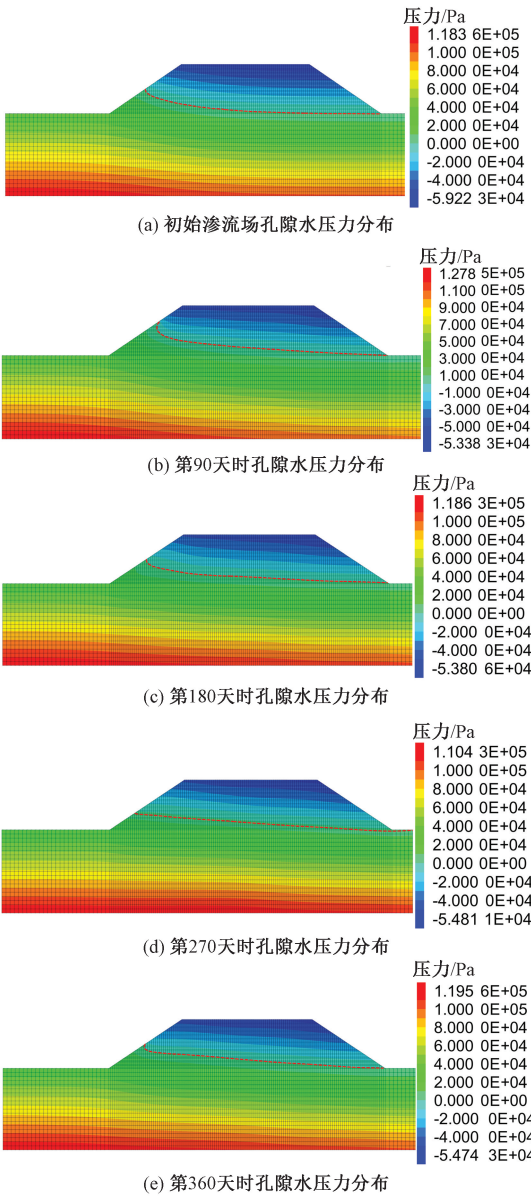 压力/Pa
1.183 6E+05
1.000 0E+05
8.000 0E+04
6.000 0E+04
4.000 0E+04
2.000 0E+04
0.000 0E+00
-2.000 0E+04
-4.000 0E+04
-5.922 3E+04
(a) 初始渗流场孔隙水压力分布
压力/Pa
1.278 5E+05
1.100 0E+05
9.000 0E+04
7.000 0E+04
5.000 0E+04
3.000 0E+04
1.000 0E+04
-1.000 0E+04
-3.000 0E+04
-5.000 0E+04
-5.338 3E+04
(b) 第90天时孔隙水压力分布
压力/Pa
1.186 3E+05
1.000 0E+05
8.000 0E+04
6.000 0E+04
4.000 0E+04
2.000 0E+04
0.000 0E+00
-2.000 0E+04
-4.000 0E+04
-5.380 6E+04
(c) 第180天时孔隙水压力分布
压力/Pa
1.104 3E+05
1.000 0E+05
8.000 0E+04
6.000 0E+04
4.000 0E+04
2.000 0E+04
0.000 0E+00
-2.000 0E+04
-4.000 0E+04
-5.481 1E+04
(d) 第270天时孔隙水压力分布
压力/Pa
1.195 6E+05
1.000 0E+05
8.000 0E+04
6.000 0E+04
4.000 0E+04
2.000 0E+04
0.000 0E+00
-2.000 0E+04
-4.000 0E+04
-5.474 3E+04
(e) 第360天时孔隙水压力分布